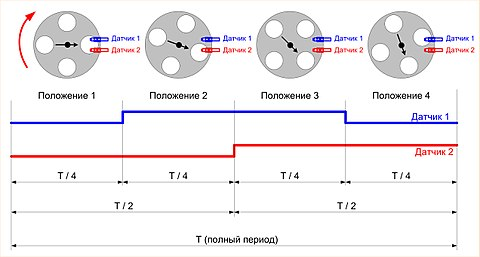 Датчик 1
Датчик 2
Датчик 1
Датчик 2
Датчик 1
Датчик 2
Датчик 1
Датчик 2
Положение 1
Положение 2
Положение 3
Положение 4
Датчик 1
Датчик 2
T / 4
T / 4
T / 4
T / 4
T / 2
T / 2
T (полный период)